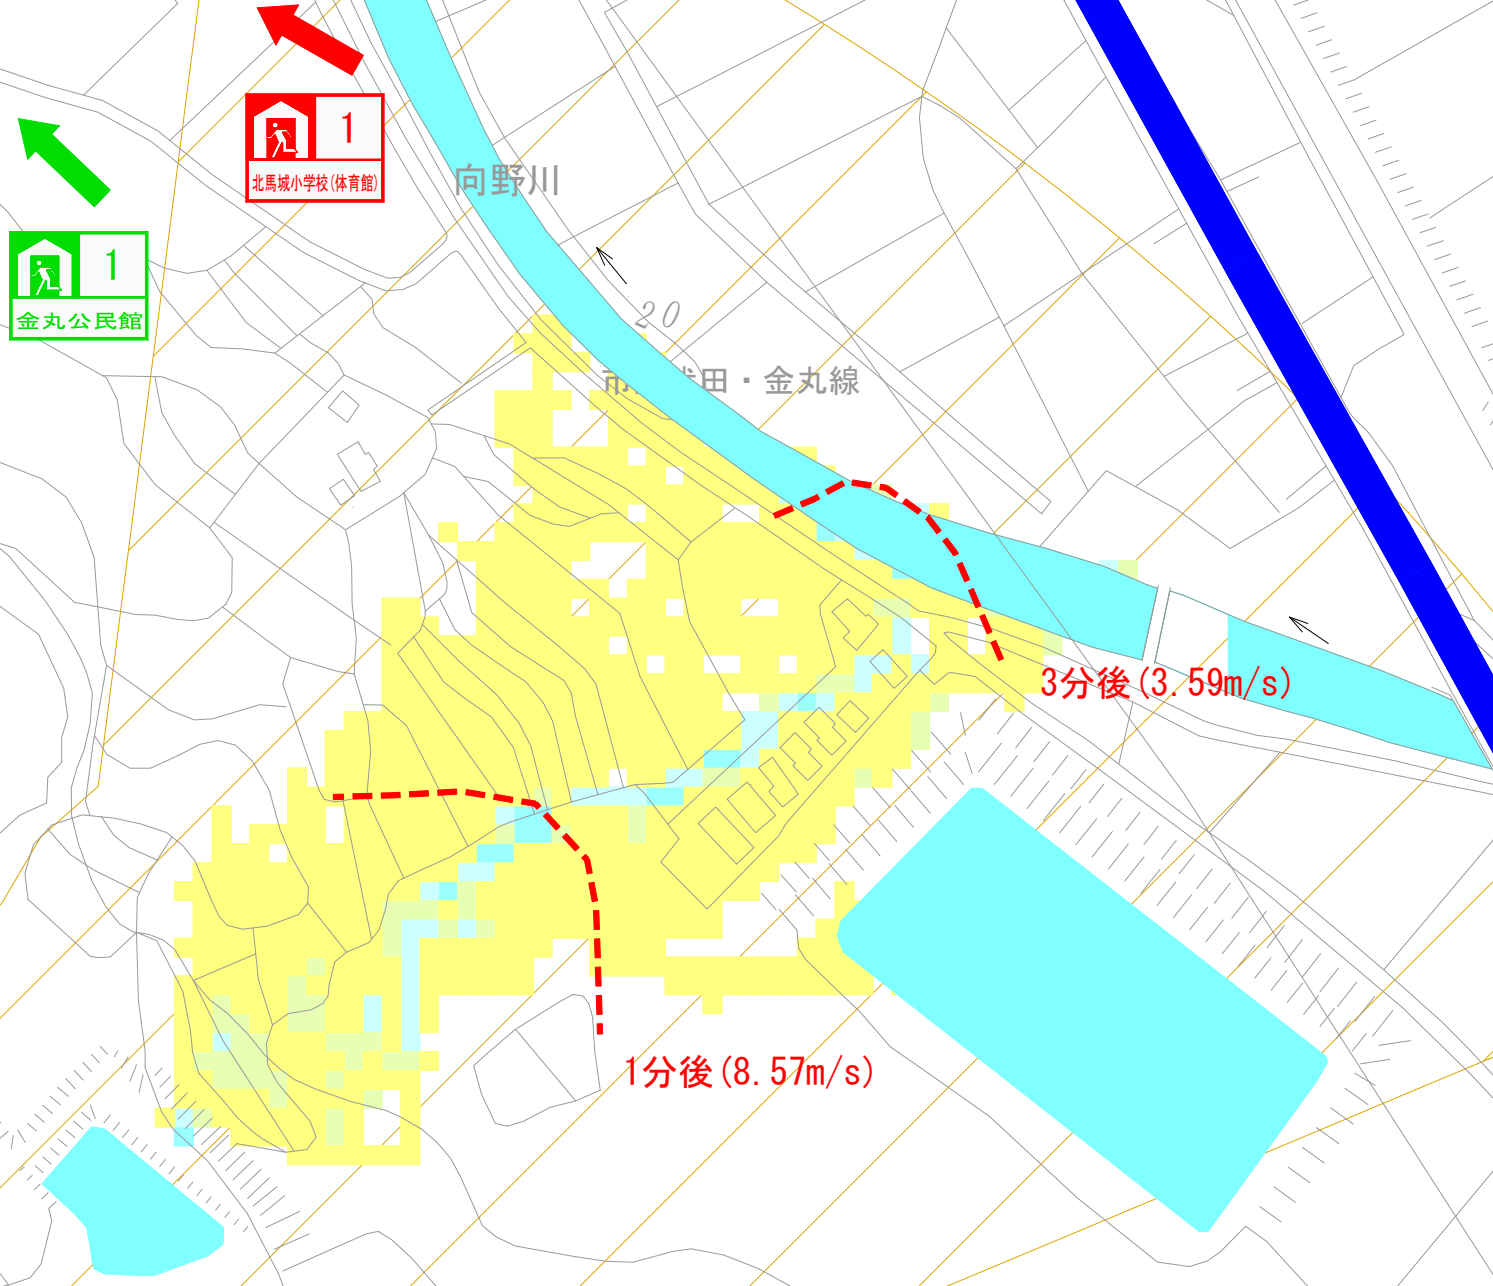 1
北馬城小学校(体育館)
向野川
1
金丸公民館
20
市
田・金丸線
3分後(3.59m/s)
1分後(8.57m/s)